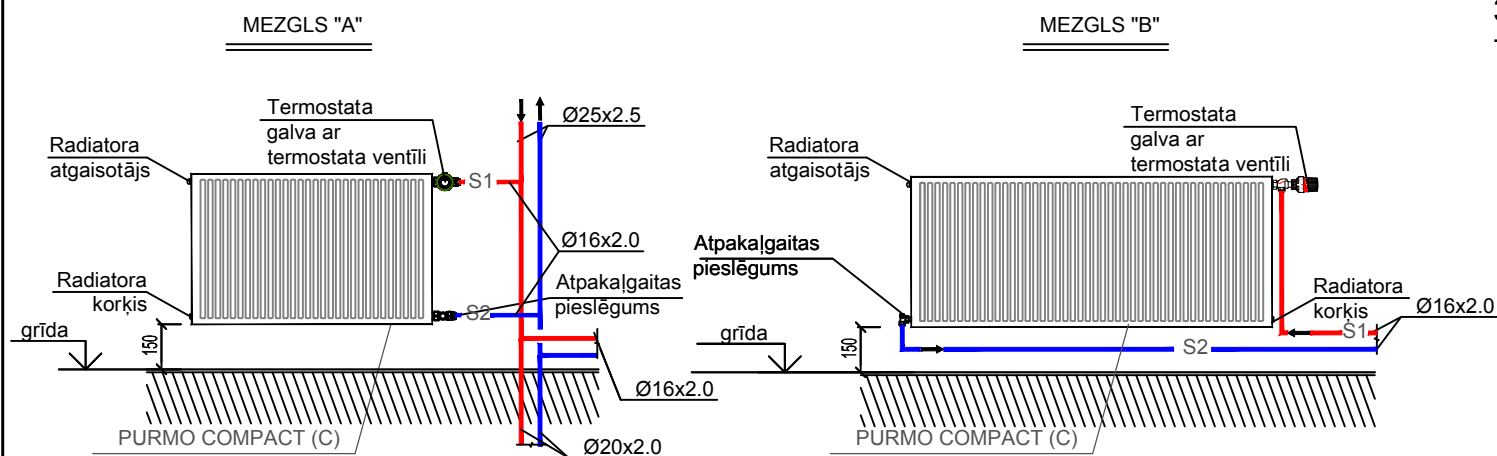 MEZGLS "A"
Termostata
galva ar
termostata ventīli
Radiatora
atgaisotājs
Ø25x2.5
S1
Ø16x2.0
Radiatora
korķis
Atpakaļgaitas
pieslēgums
S2
grīda
150
Ø16x2.0
PURMO COMPACT (C)
Ø20x2.0
MEZGLS "B"
Termostata
galva ar
termostata ventīli
Radiatora
atgaisotājs
Atpakaļgaitas
pieslēgums
Radiatora
korķis
Ø16x2.0
S1
S2
grīda
150
PURMO COMPACT (C)